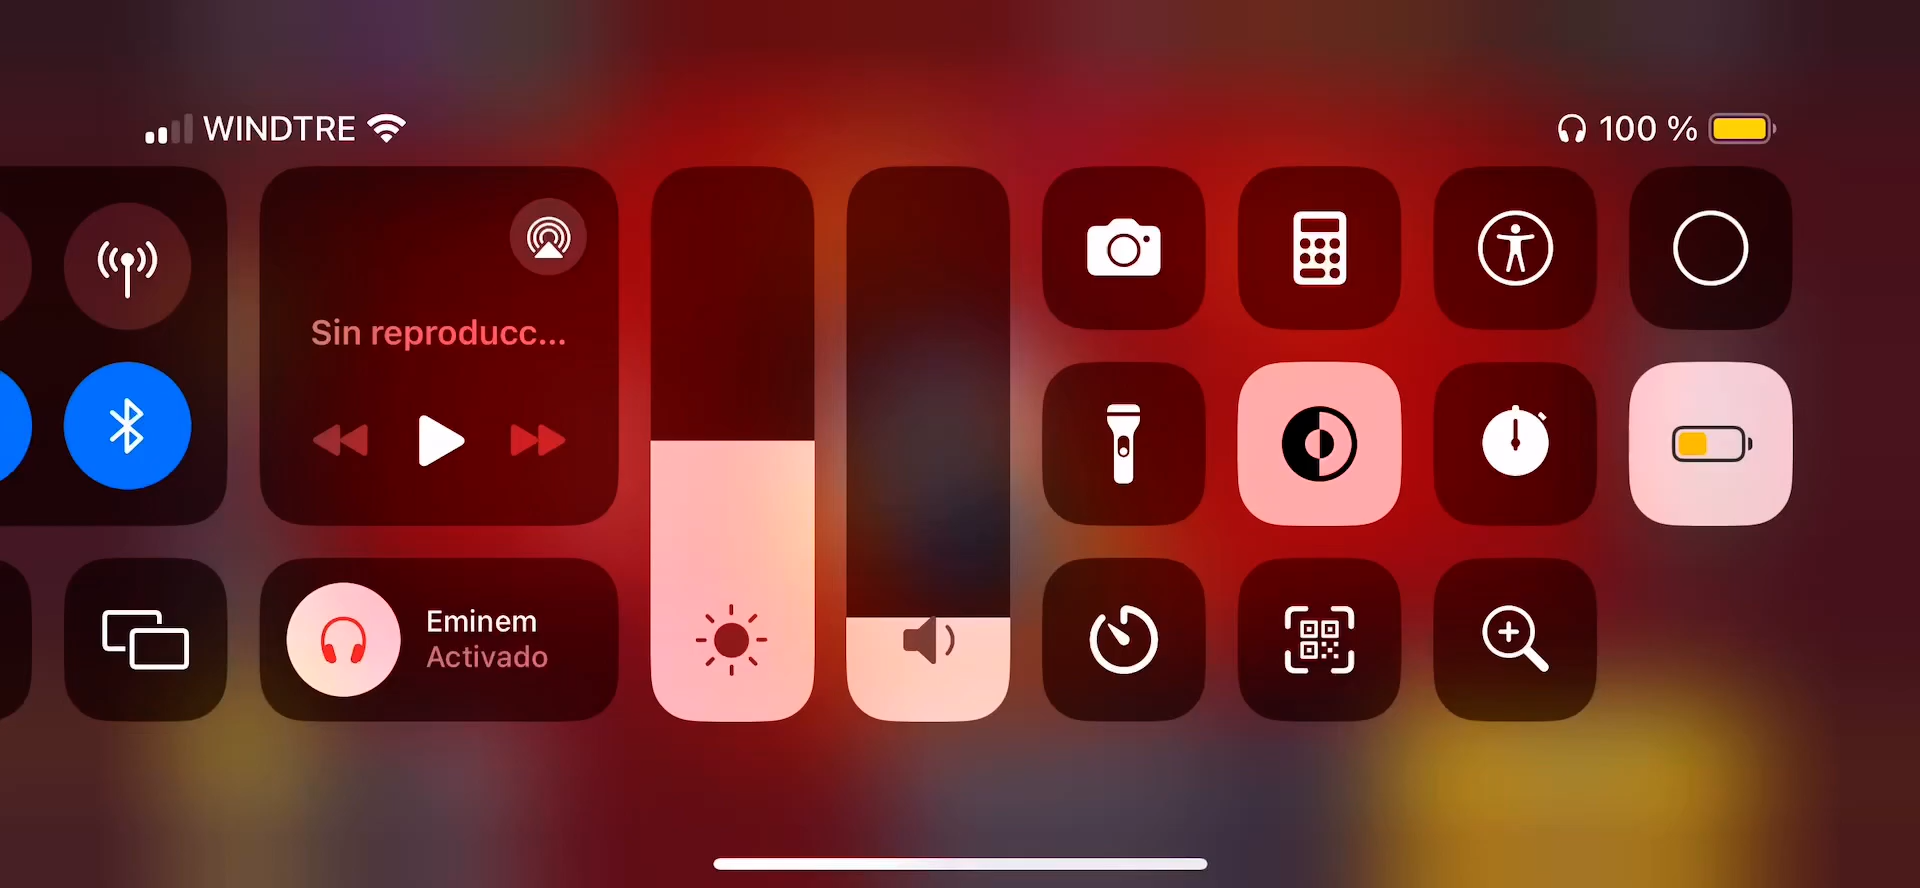 WINDTRE
100 %
Sin reproducc...
Eminem
Activado